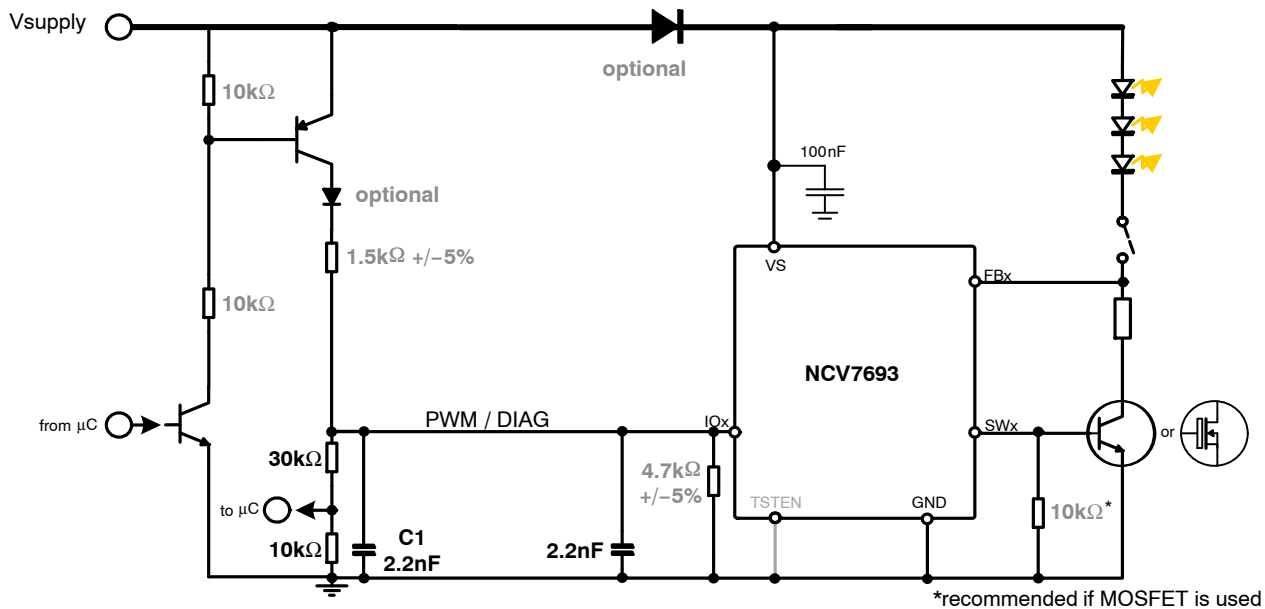 Vsupply
optional
10kΩ
100nF
optional
1.5kΩ +/−5%
VS
FBx
10kΩ
NCV7693
from μC
PWM / DIAG
IOx
SWx
or
30kΩ
4.7kΩ
+/−5%
TSTEN
GND
to μC
10kΩ*
10kΩ
C1
2.2nF
2.2nF
*recommended if MOSFET is used